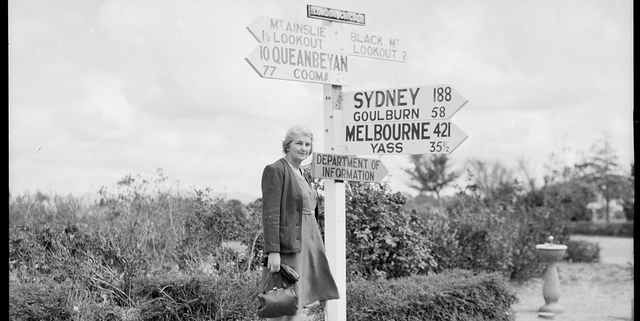 MT AINSLIE
1½ LOOKOUT
BLACK MT
LOOKOUT 2
10 QUEANBEYAN
77 COOMA
SYDNEY 188
GOULBURN 58
MELBOURNE 421
YASS 35½
DEPARTMENT OF
INFORMATION